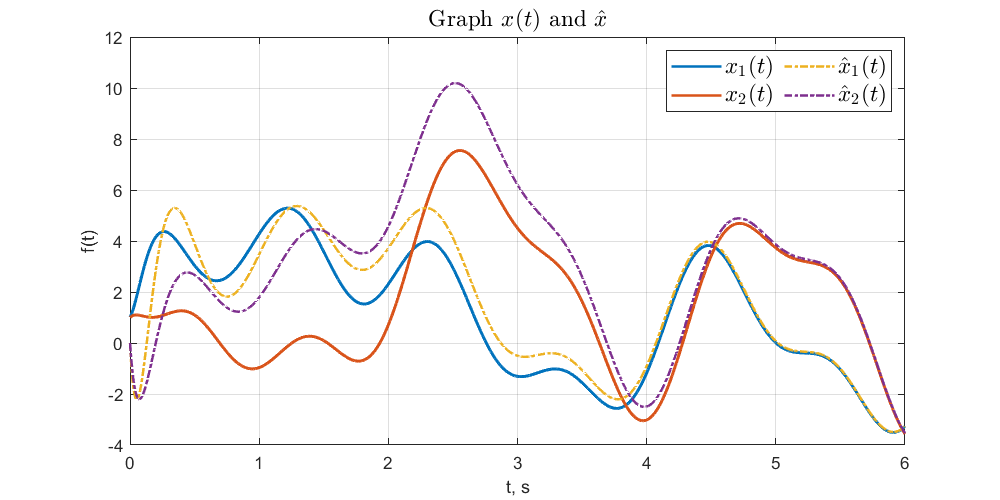 Graph x(t) and x̂
12
10
8
6
4
2
0
-2
-4
f(t)
x₁(t) x̂₁(t)
x₂(t) x̂₂(t)
0 1 2 3 4 5 6
t, s